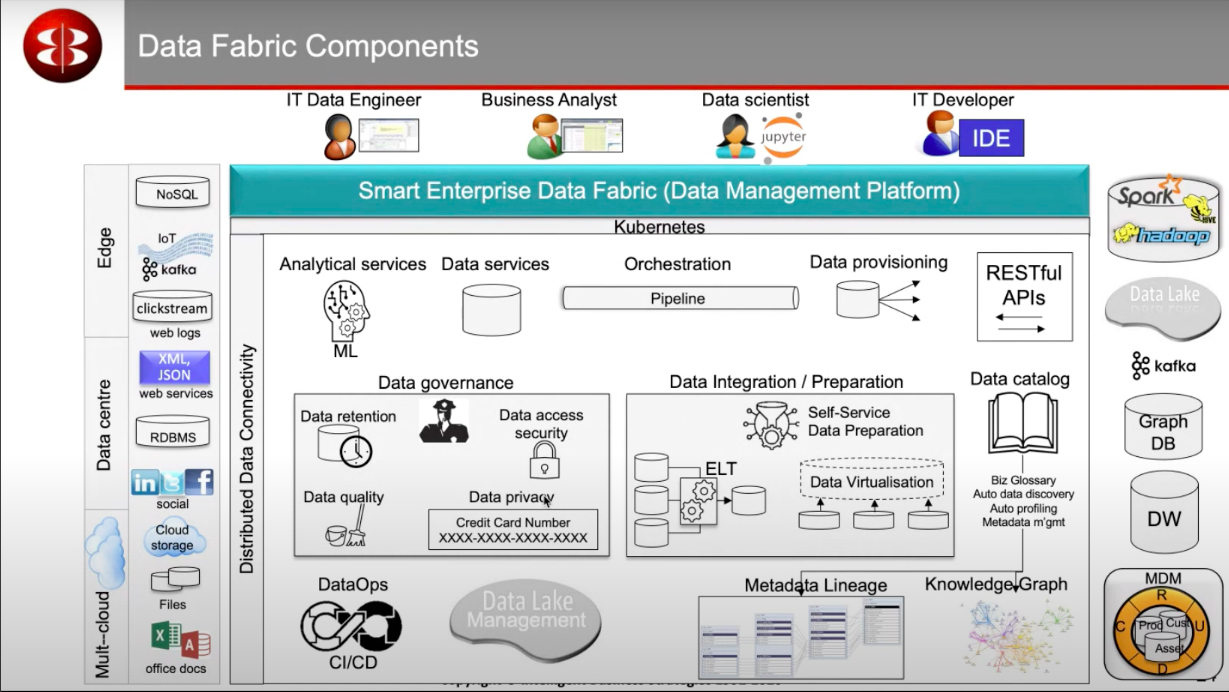 Data Fabric Components
IT Data Engineer
Business Analyst
Data scientist
IT Developer
jupyter
IDE
Smart Enterprise Data Fabric (Data Management Platform)
Kubernetes
Edge
NoSQL
IoT
kafka
clickstream
web logs
Data centre
XML,
JSON
web services
RDBMS
in
f
social
Mult--cloud
Cloud
storage
Files
X
A
office docs
Distributed Data Connectivity
Analytical services
ML
Data services
Orchestration
Pipeline
Data provisioning
RESTful
APIs
Data governance
Data retention
Data access
security
Data quality
Data privacy
Credit Card Number
XXXX-XXXX-XXXX-XXXX
Data Integration / Preparation
Self-Service
Data Preparation
ELT
Data Virtualisation
Data catalog
Biz Glossary
Auto data discovery
Auto profiling
Metadata m'gmt
DataOps
CI/CD
Data Lake
Management
Metadata Lineage
Knowledge Graph
Spark
HIVE
hadoop
Data Lake
kafka
Graph
DB
DW
MDM
R
C
U
D
Prod
Cust
Asset